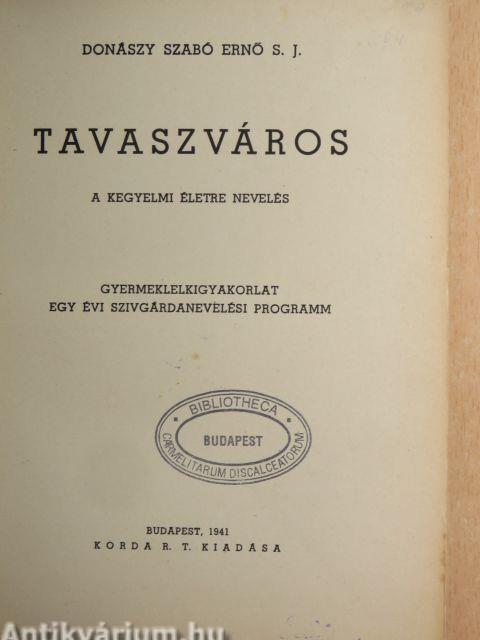 DONÁSZY SZABÓ ERNŐ S. J.
TAVASZVÁROS
A KEGYELMI ÉLETRE NEVELÉS
GYERMEKLELKIGYAKORLAT
EGY ÉVI SZIVGÁRDANEVELÉSI PROGRAMM
BIBLIOTHECA
BUDAPEST
CARMELITARUM DISCALCEATORUM
BUDAPEST, 1941
KORDA R. T. KIADÁSA
Antikvárium.hu